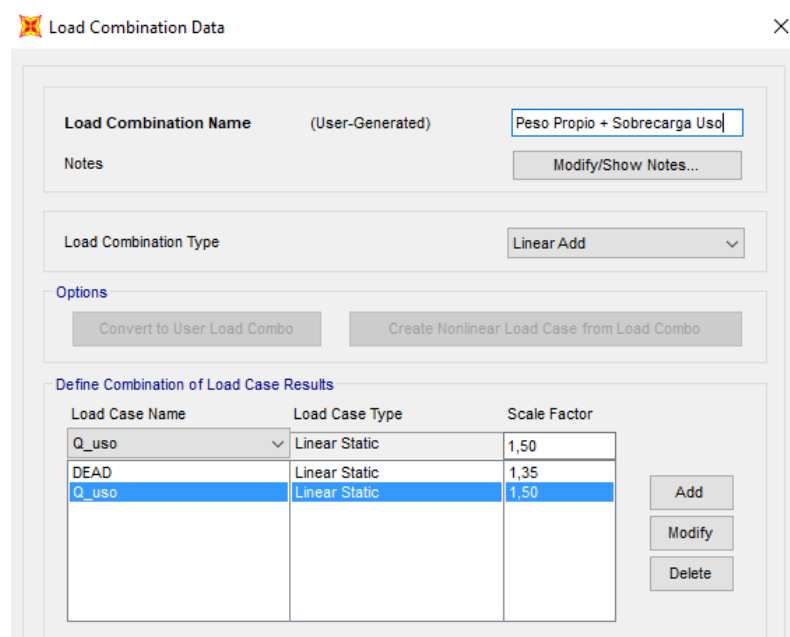 Load Combination Data
Load Combination Name (User-Generated) Peso Propio + Sobrecarga Uso
Notes Modify/Show Notes...
Load Combination Type Linear Add
Options
Convert to User Load Combo Create Nonlinear Load Case from Load Combo
Define Combination of Load Case Results
Load Case Name Load Case Type Scale Factor
Q_uso Linear Static 1,50
DEAD Linear Static 1,35
Q_uso Linear Static 1,50
Add
Modify
Delete